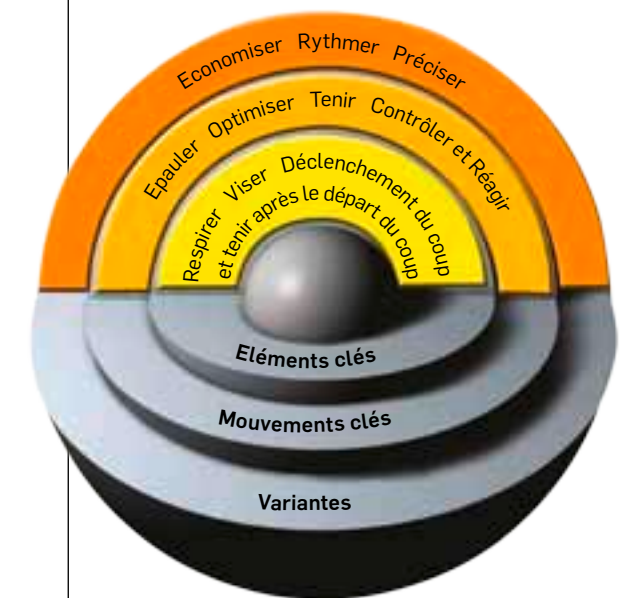 Economiser Rythmer Préciser
Epauler Optimiser Tenir Contrôler et Réagir
Respirer Viser Déclenchement du coup
et tenir après le départ du coup
Eléments clés
Mouvements clés
Variantes